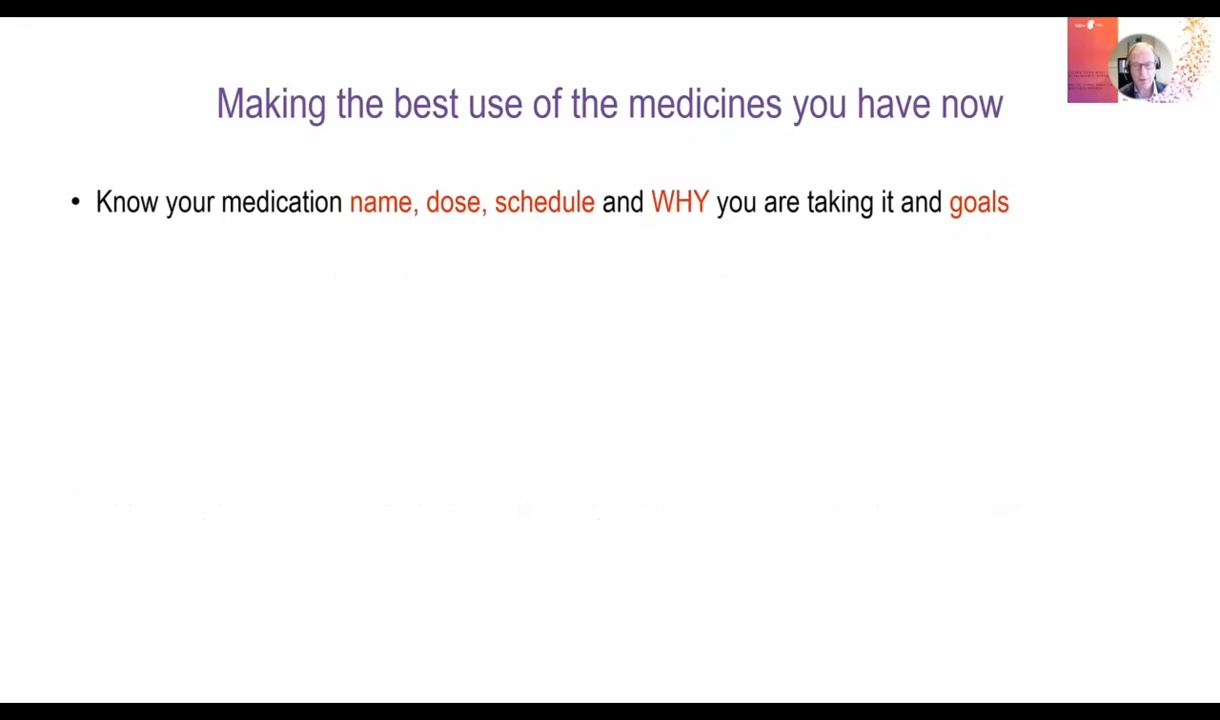 Making the best use of the medicines you have now
• Know your medication name, dose, schedule and WHY you are taking it and goals